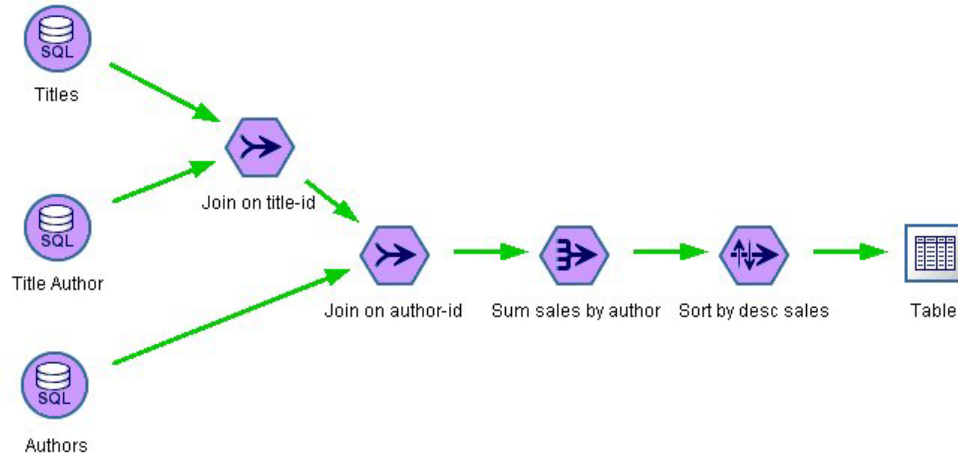 SQL
Titles
Join on title-id
SQL
Title Author
Join on author-id
Sum sales by author
Sort by desc sales
Table
SQL
Authors